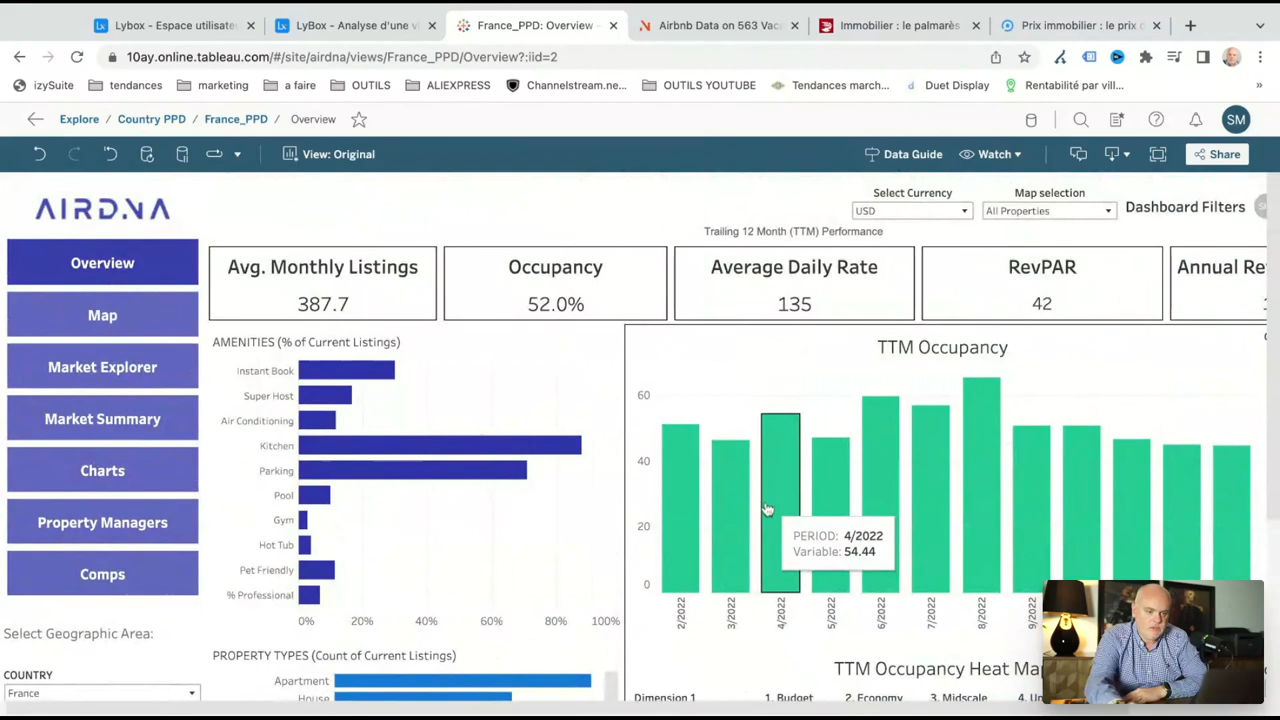 Lybox - Espace utilisate
LyBox - Analyse d'une vi
France_PPD: Overview -
Airbnb Data on 563 Vaca
Immobilier : le palmarès
Prix immobilier : le prix d
10ay.online.tableau.com/#/site/airdna/views/France_PPD/Overview?:iid=2
izySuite
tendances
marketing
a faire
OUTILS
ALIEXPRESS
Channelstream.ne...
OUTILS YOUTUBE
Tendances march...
Duet Display
Rentabilité par vill...
»
Explore
Country PPD
France_PPD
Overview
SM
View: Original
Data Guide
Watch
Share
AIRDNA
Select Currency
USD
Map selection
All Properties
Dashboard Filters
Trailing 12 Month (TTM) Performance
Overview
Map
Market Explorer
Market Summary
Charts
Property Managers
Comps
Select Geographic Area:
COUNTRY
France
Avg. Monthly Listings
387.7
Occupancy
52.0%
Average Daily Rate
135
RevPAR
42
Annual Re
AMENITIES (% of Current Listings)
Instant Book
Super Host
Air Conditioning
Kitchen
Parking
Pool
Gym
Hot Tub
Pet Friendly
% Professional
0% 20% 40% 60% 80% 100%
PROPERTY TYPES (Count of Current Listings)
Apartment
House
TTM Occupancy
60
40
20
0
PERIOD: 4/2022
Variable: 54.44
2/2022
3/2022
4/2022
5/2022
6/2022
7/2022
8/2022
9/2022
TTM Occupancy Heat Ma
Dimension 1
1. Budget
2. Economy
3. Midscale